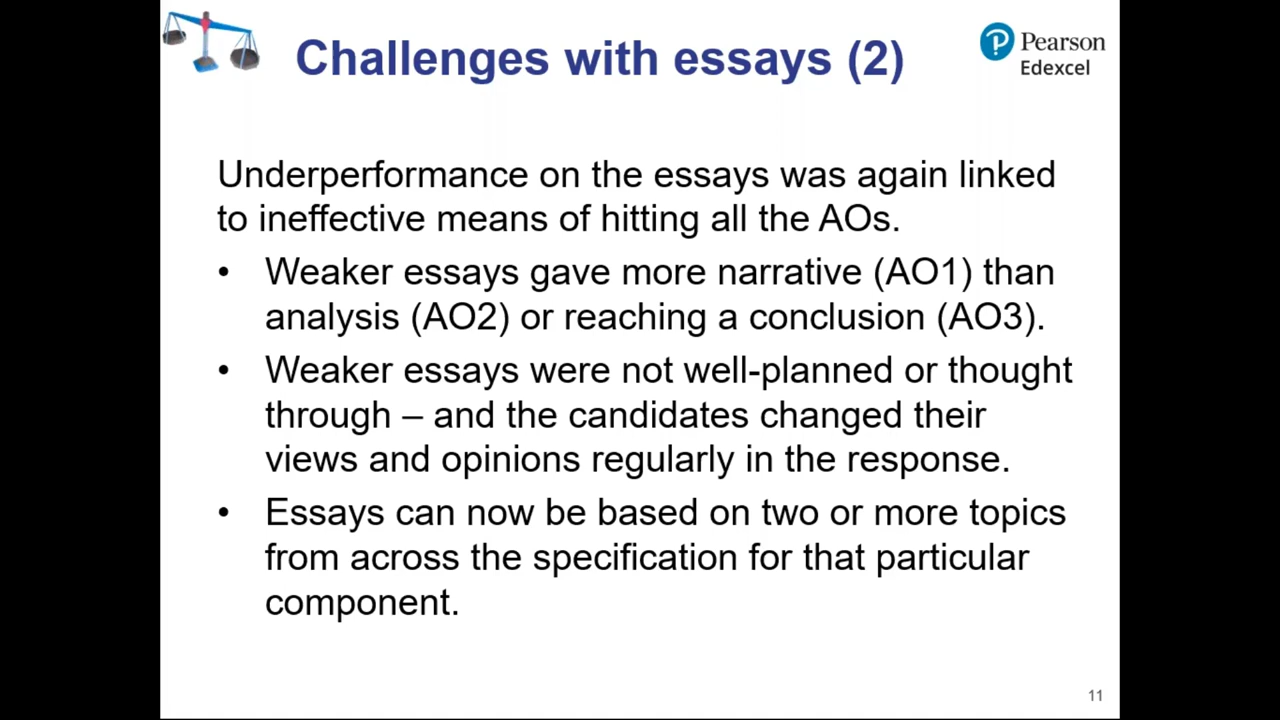 Challenges with essays (2)
Pearson
Edexcel
Underperformance on the essays was again linked
to ineffective means of hitting all the AOs.
• Weaker essays gave more narrative (AO1) than
analysis (AO2) or reaching a conclusion (AO3).
• Weaker essays were not well-planned or thought
through – and the candidates changed their
views and opinions regularly in the response.
• Essays can now be based on two or more topics
from across the specification for that particular
component.
11